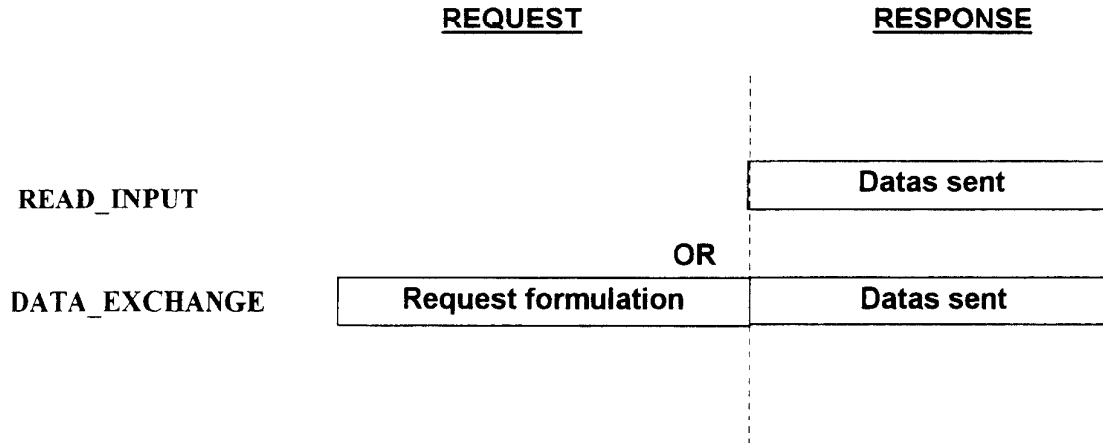 REQUEST RESPONSE
READ_INPUT Datas sent
OR
DATA_EXCHANGE Request formulation Datas sent